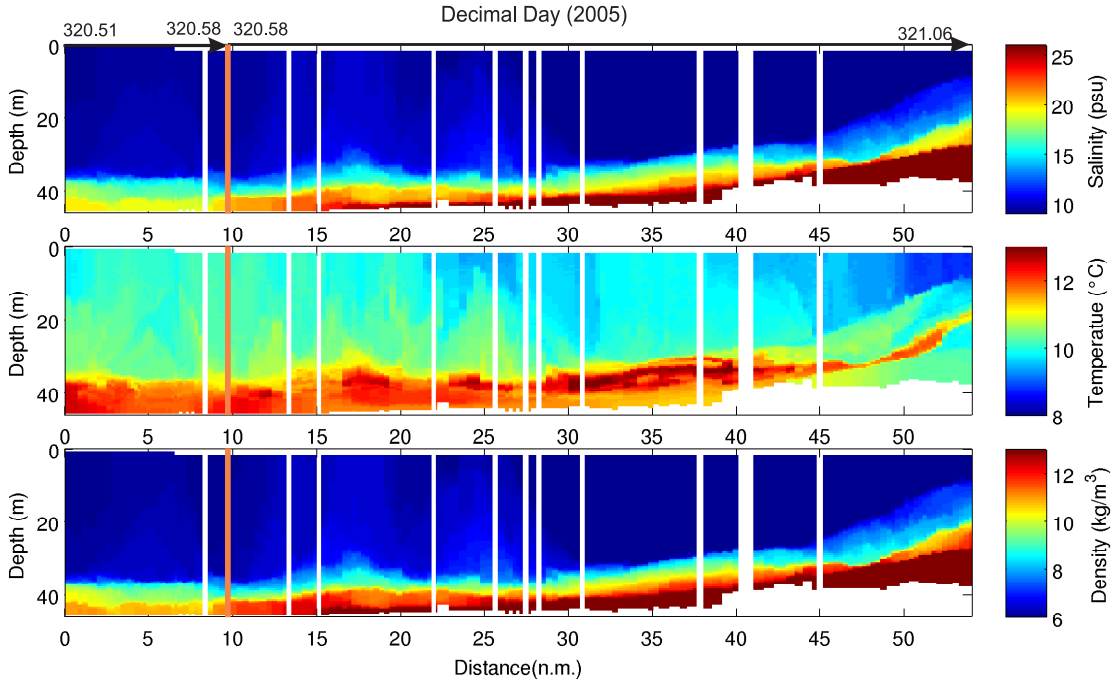 Decimal Day (2005)
320.51 320.58 320.58 321.06
0
20
40
Depth (m)
0 5 10 15 20 25 30 35 40 45 50
25
20
15
10
Salinity (psu)
0
20
40
Depth (m)
0 5 10 15 20 25 30 35 40 45 50
12
10
8
Temperatue (°C)
0
20
40
Depth (m)
0 5 10 15 20 25 30 35 40 45 50
12
10
8
6
Density (kg/m³)
Distance(n.m.)